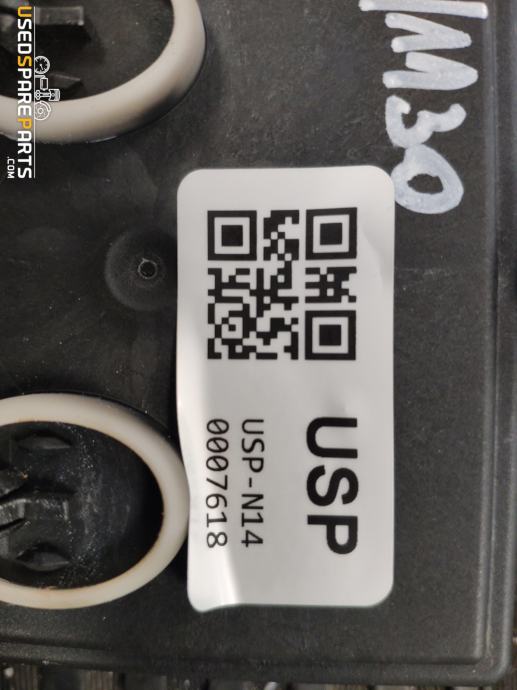 USEDSPAREPARTS
.COM
/M30
USP
USP-N14
0007618